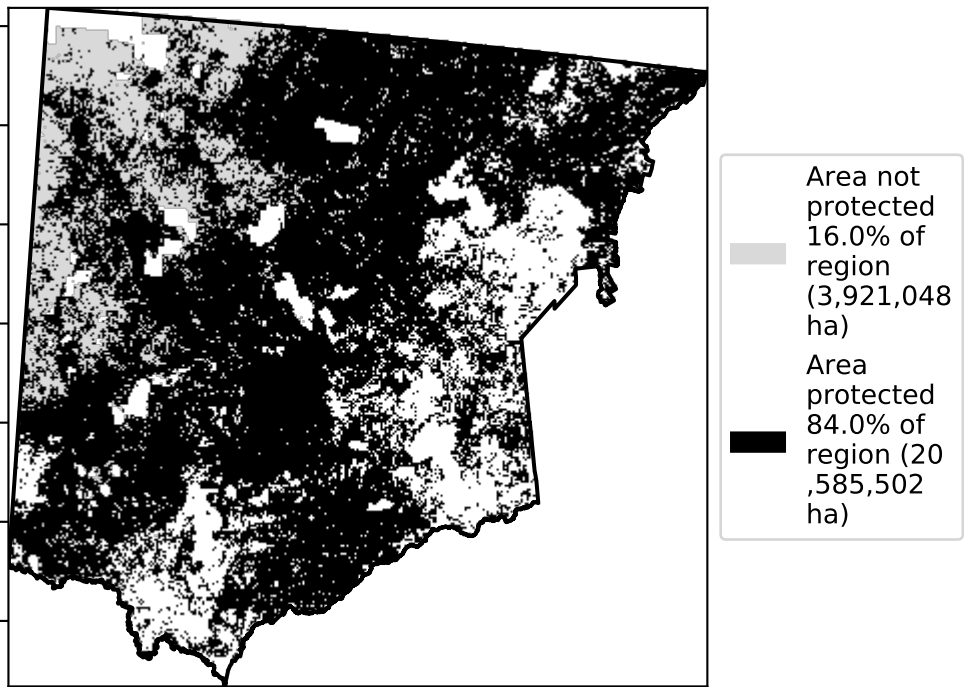 Area not
protected
16.0% of
region
(3,921,048
ha)
Area
protected
84.0% of
region (20
,585,502
ha)